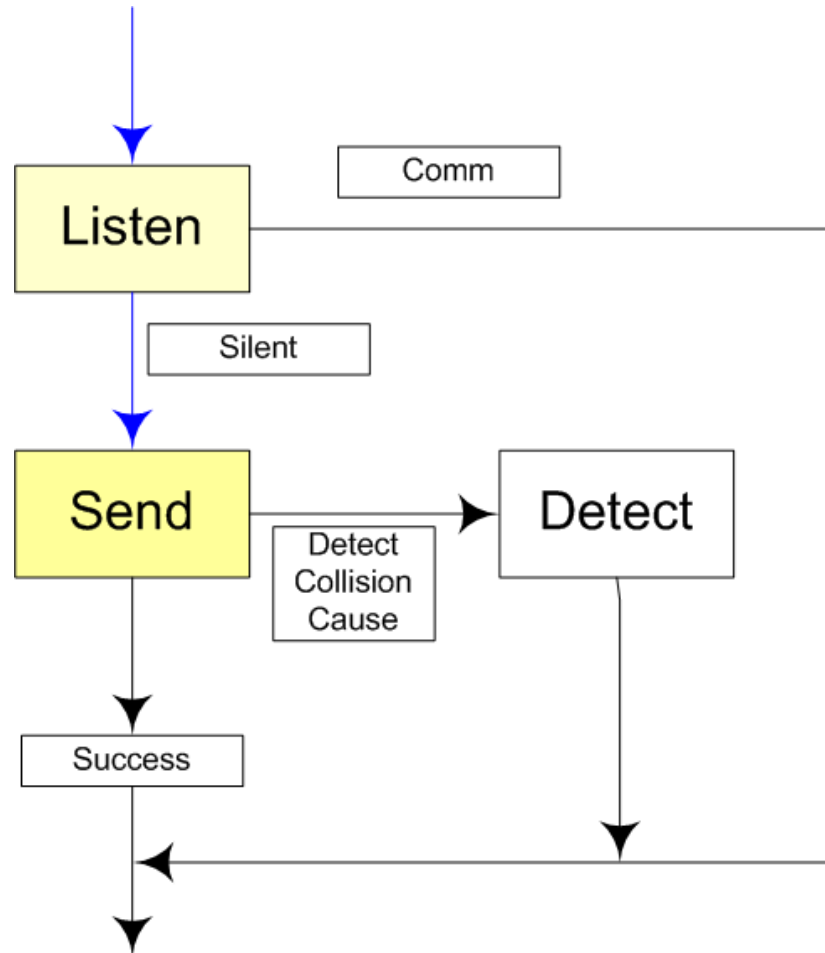 Comm
Listen
Silent
Send
Detect
Detect
Collision
Cause
Success